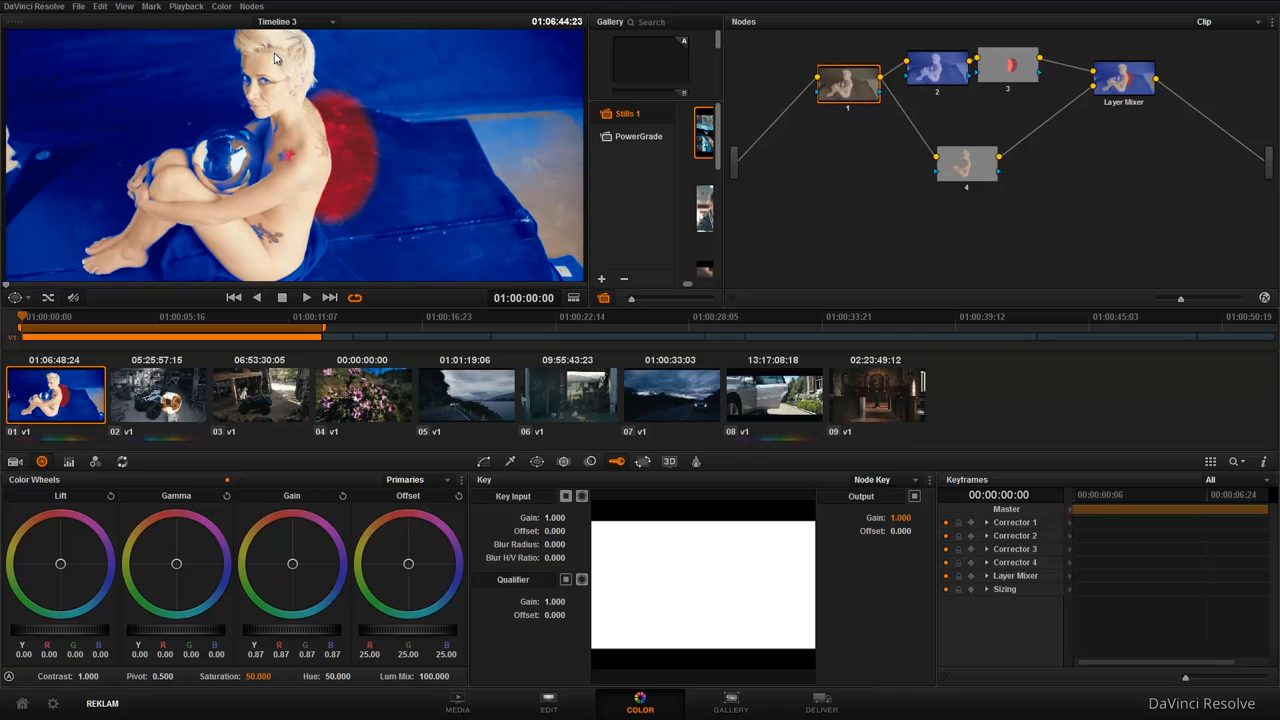 DaVinci Resolve File Edit View Mark Playback Color Nodes
Timeline 3 01:06:44:23 Gallery Search Nodes Clip
A
B
Stills 1
PowerGrade
1
2
3
Layer Mixer
4
01:00:00:00
01:00:00:00 01:00:05:16 01:00:11:07 01:00:16:23 01:00:22:14 01:00:28:05 01:00:33:21 01:00:39:12 01:00:45:03 01:00:50:19
V1
01:06:48:24 05:25:57:15 06:53:30:05 00:00:00:00 01:01:19:06 09:55:43:23 01:00:33:03 13:17:08:18 02:23:49:12
01 v1 02 v1 03 v1 04 v1 05 v1 06 v1 07 v1 08 v1 09 v1
3D
Color Wheels Primaries Key Node Key Keyframes All
Lift Gamma Gain Offset
Y R G B Y R G B Y R G B R G B
0.00 0.00 0.00 0.00 0.00 0.00 0.00 0.00 0.87 0.87 0.87 0.87 25.00 25.00 25.00
A Contrast: 1.000 Pivot: 0.500 Saturation: 50.000 Hue: 50.000 Lum Mix: 100.000
Key Input
Gain: 1.000
Offset: 0.000
Blur Radius: 0.000
Blur H/V Ratio: 0.000
Qualifier
Gain: 1.000
Offset: 0.000
Output
Gain: 1.000
Offset: 0.000
00:00:00:00 00:00:00:06 00:00:06:24
Master
Corrector 1
Corrector 2
Corrector 3
Corrector 4
Layer Mixer
Sizing
REKLAM MEDIA EDIT COLOR GALLERY DELIVER DaVinci Resolve